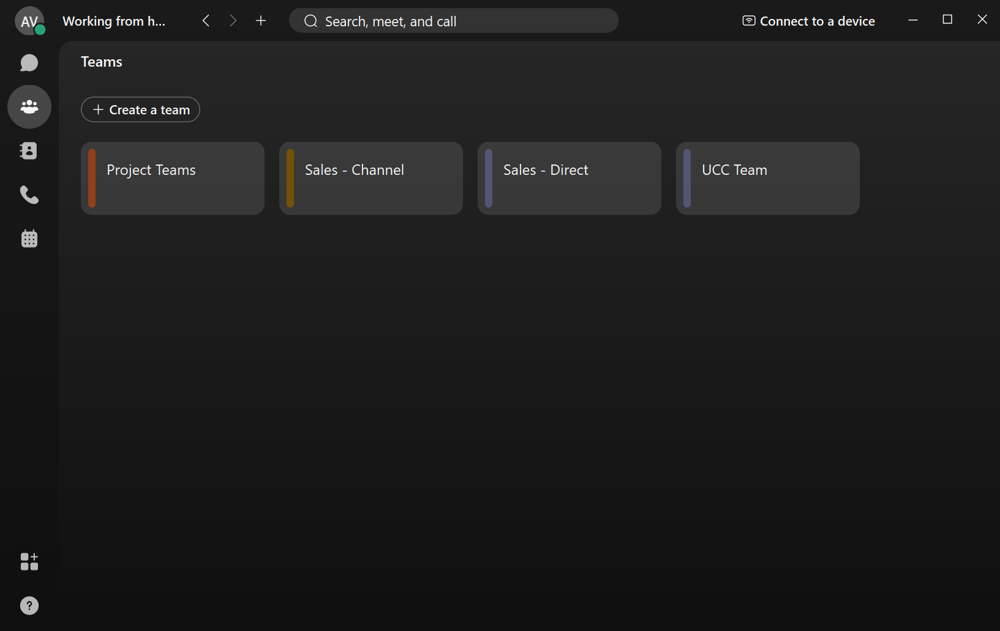 AV
Working from h...
Search, meet, and call
Connect to a device
Teams
Create a team
Project Teams
Sales - Channel
Sales - Direct
UCC Team
?